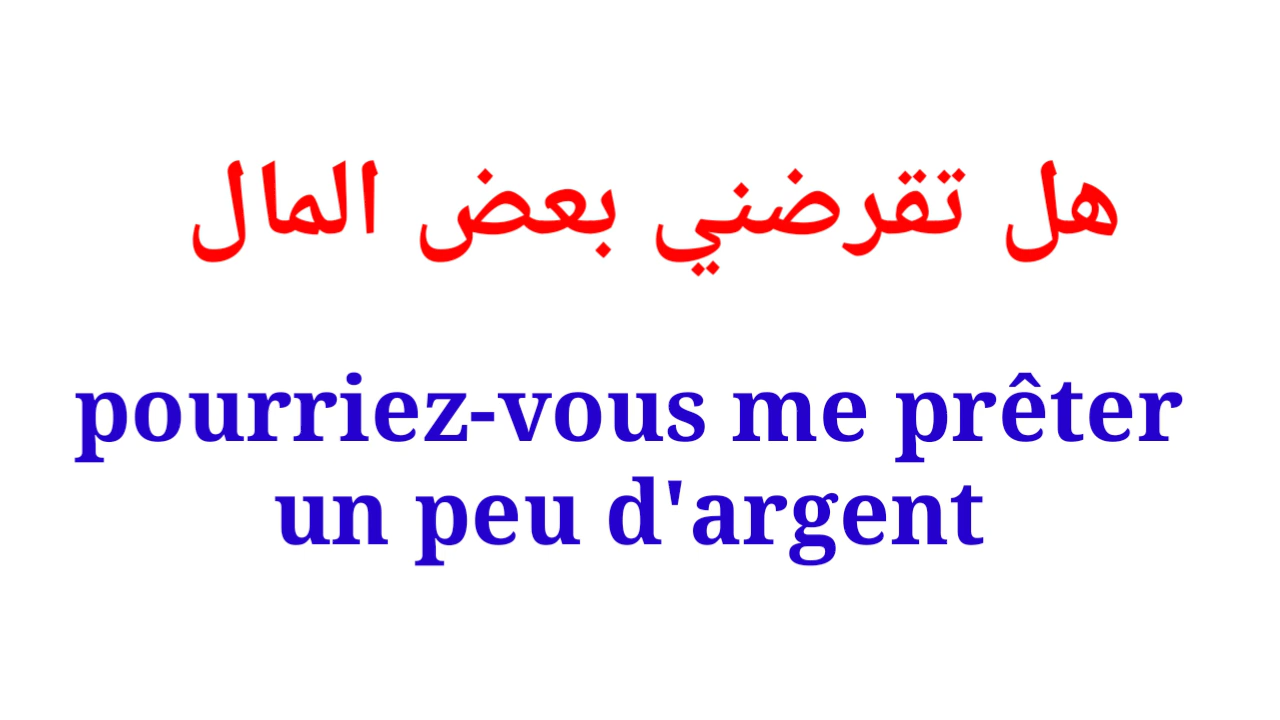 هل تقرضني بعض المال
pourriez-vous me prêter
un peu d'argent